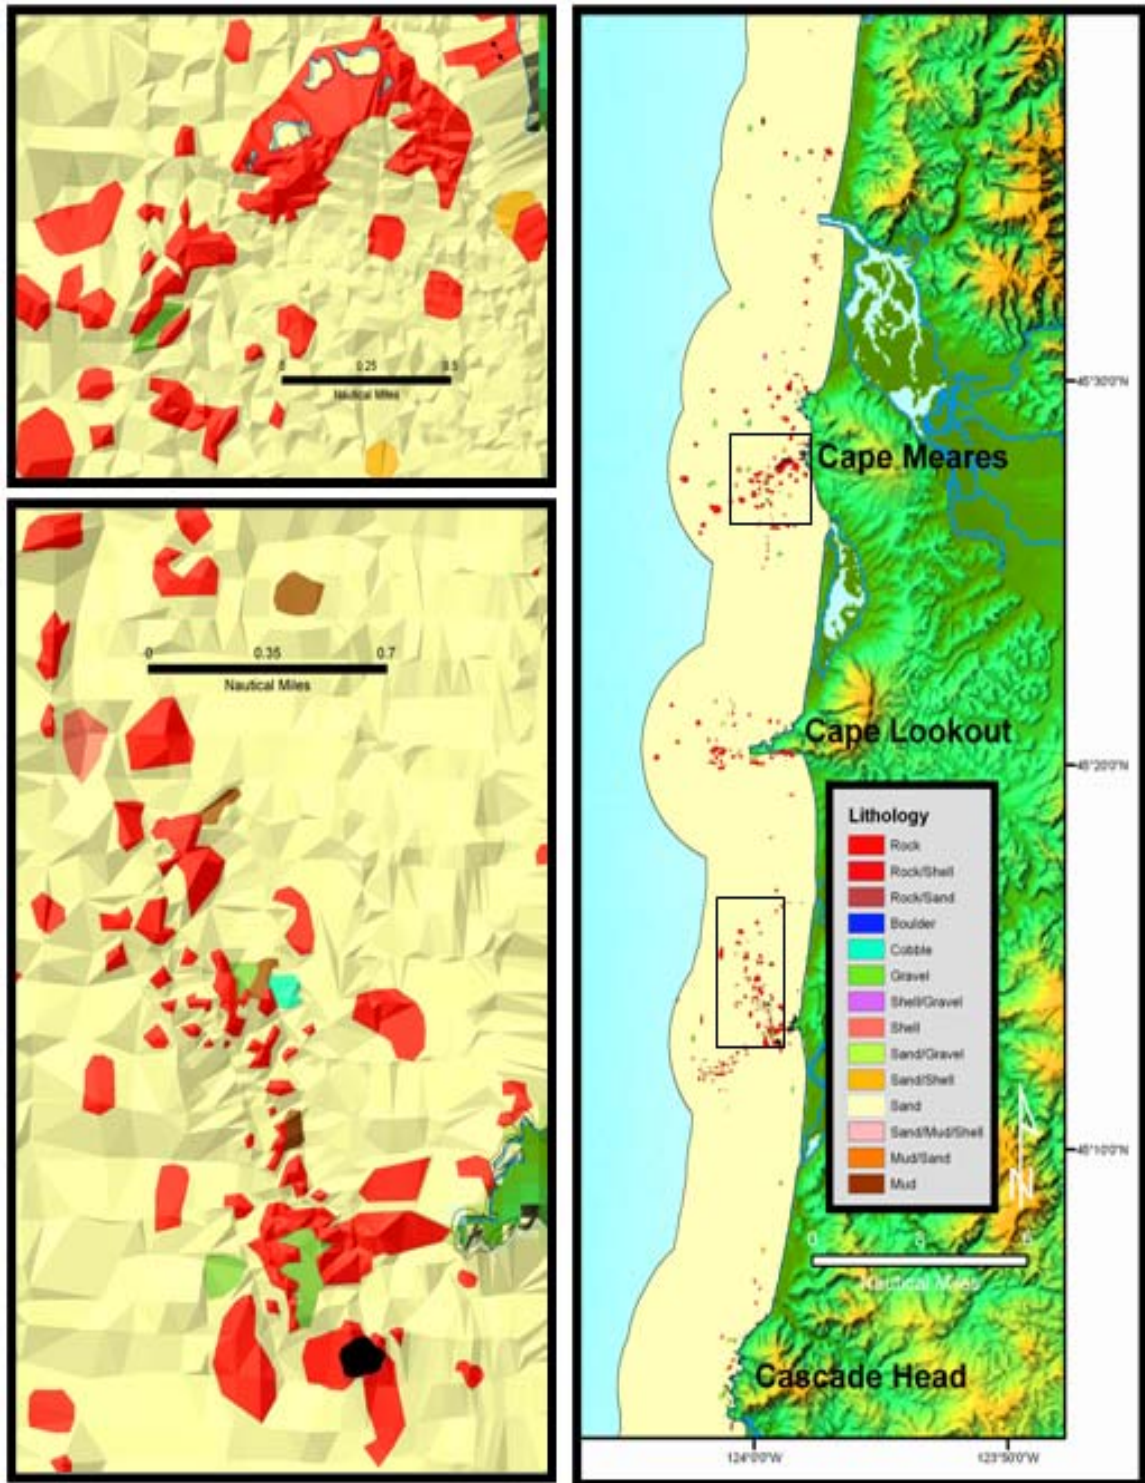 0 0.25 0.5
Nautical Miles
0 0.35 0.7
Nautical Miles
45°30'0"N
Cape Meares
Cape Lookout
45°20'0"N
Lithology
Rock
Rock/Shell
Rock/Sand
Boulder
Cobble
Gravel
Shell/Gravel
Shell
Sand/Gravel
Sand/Shell
Sand
Sand/Mud/Shell
Mud/Sand
Mud
45°10'0"N
N
0 3 6
Nautical Miles
Cascade Head
124°0'0"W 123°50'0"W